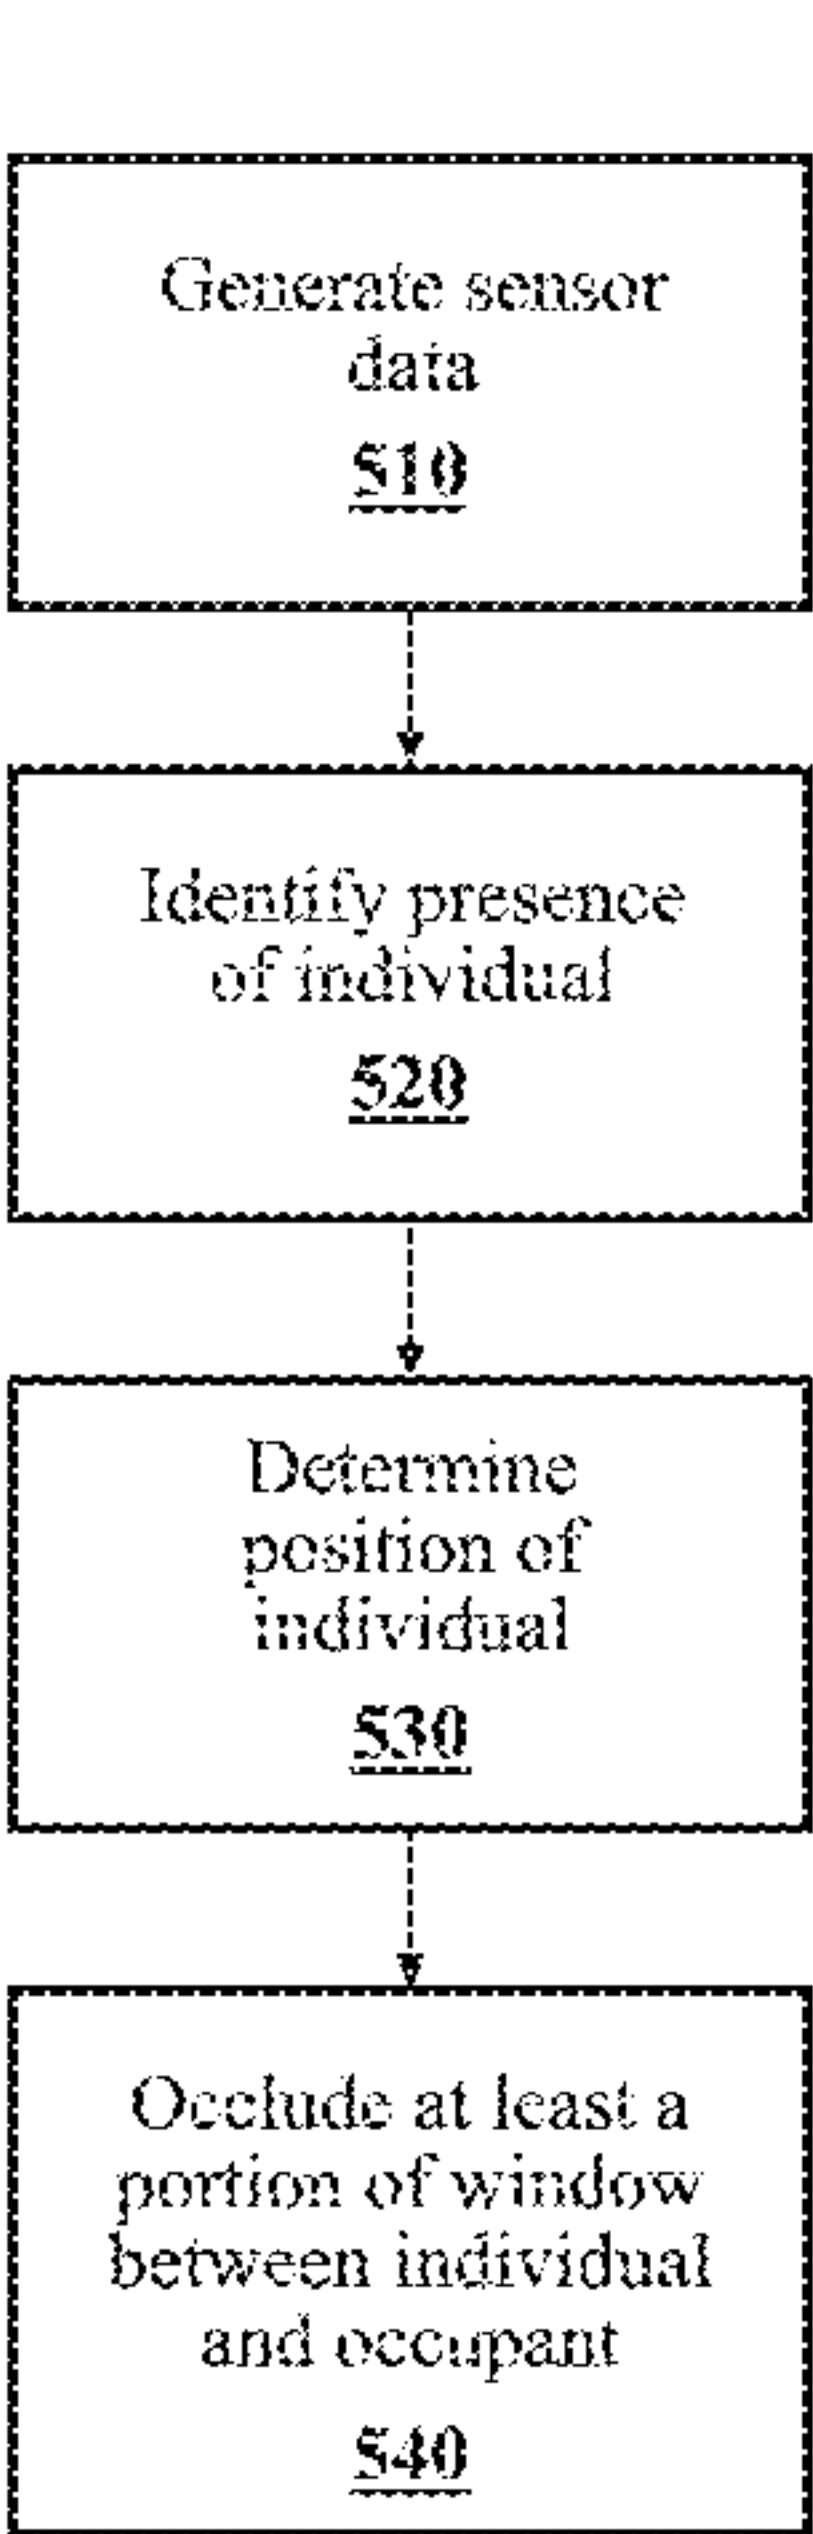 Generate sensor
data
510
Identify presence
of individual
520
Determine
position of
individual
530
Occlude at least a
portion of window
between individual
and occupant
540